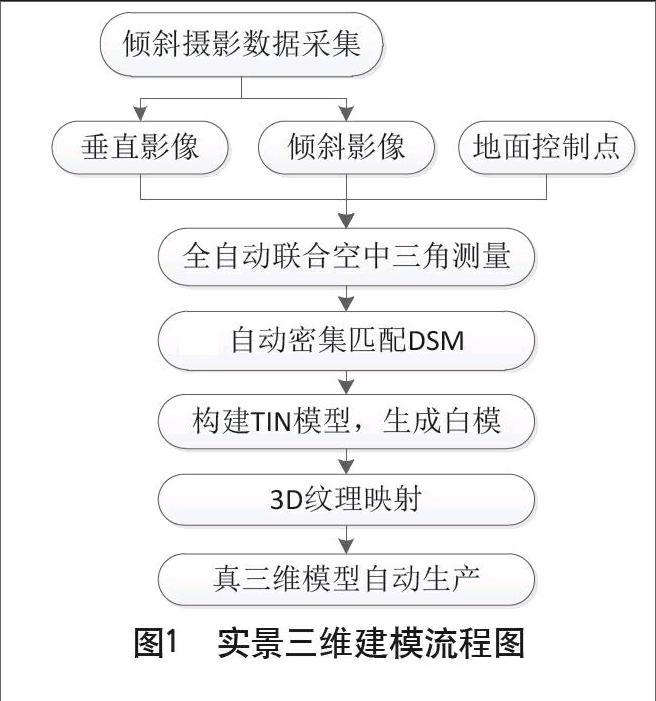 倾斜摄影数据采集
垂直影像
倾斜影像
地面控制点
全自动联合空中三角测量
自动密集匹配DSM
构建TIN模型，生成白模
3D纹理映射
真三维模型自动生产
图1 实景三维建模流程图